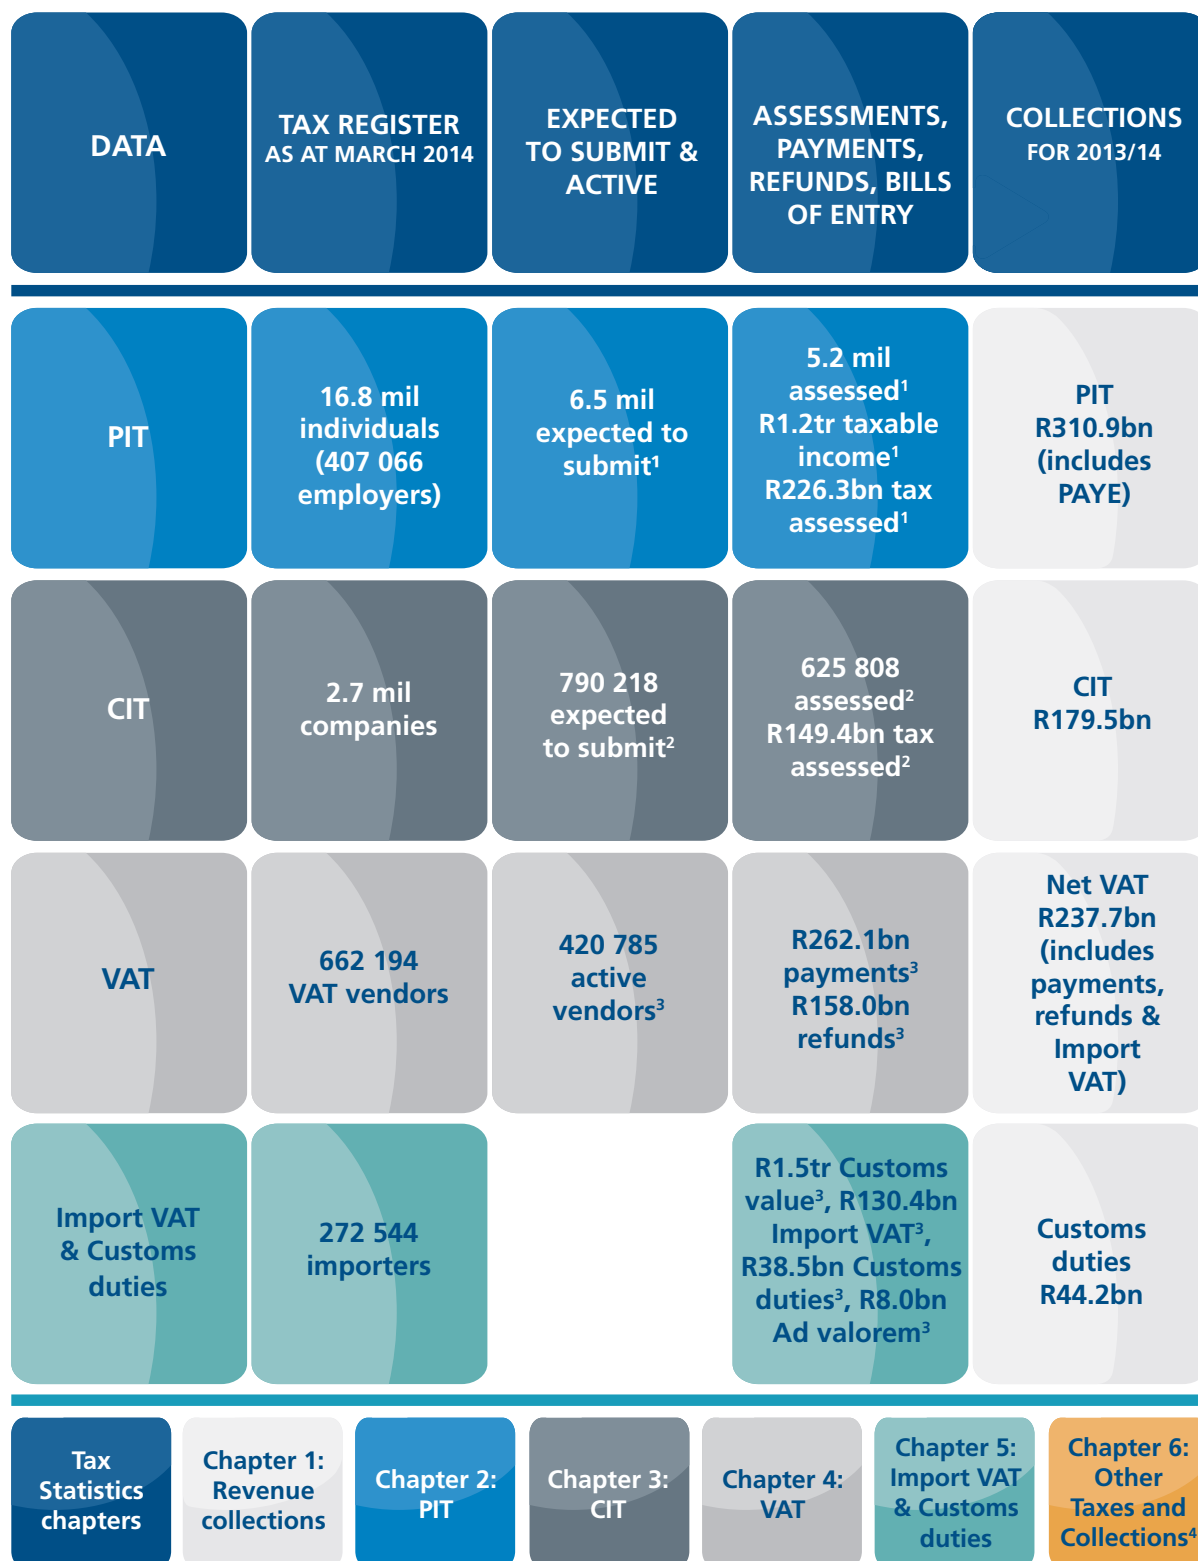 DATA
TAX REGISTER
AS AT MARCH 2014
EXPECTED
TO SUBMIT &
ACTIVE
ASSESSMENTS,
PAYMENTS,
REFUNDS, BILLS
OF ENTRY
COLLECTIONS
FOR 2013/14
PIT
16.8 mil
individuals
(407 066
employers)
6.5 mil
expected to
submit¹
5.2 mil
assessed¹
R1.2tr taxable
income¹
R226.3bn tax
assessed¹
PIT
R310.9bn
(includes
PAYE)
CIT
2.7 mil
companies
790 218
expected
to submit²
625 808
assessed²
R149.4bn tax
assessed²
CIT
R179.5bn
VAT
662 194
VAT vendors
420 785
active
vendors³
R262.1bn
payments³
R158.0bn
refunds³
Net VAT
R237.7bn
(includes
payments,
refunds &
Import
VAT)
Import VAT
& Customs
duties
272 544
importers
R1.5tr Customs
value³, R130.4bn
Import VAT³,
R38.5bn Customs
duties³, R8.0bn
Ad valorem³
Customs
duties
R44.2bn
Tax
Statistics
chapters
Chapter 1:
Revenue
collections
Chapter 2:
PIT
Chapter 3:
CIT
Chapter 4:
VAT
Chapter 5:
Import VAT
& Customs
duties
Chapter 6:
Other
Taxes and
Collections⁴